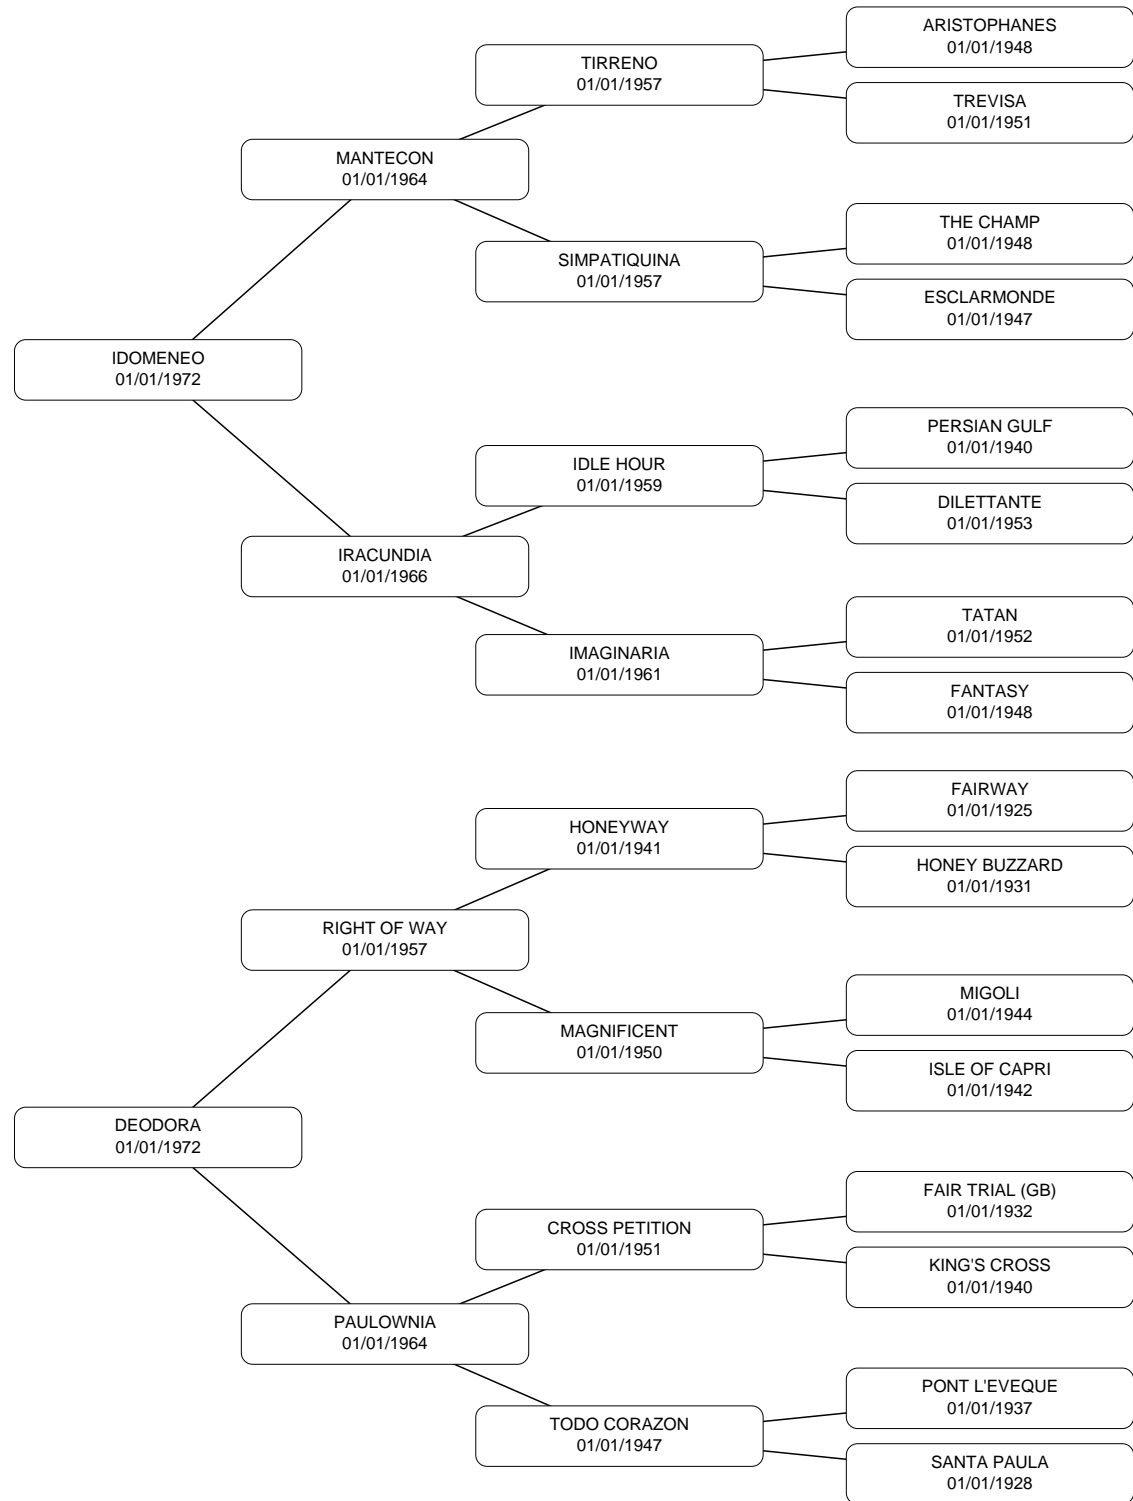 ARISTOPHANES
01/01/1948
TIRRENO
01/01/1957
TREVISA
01/01/1951
MANTECON
01/01/1964
THE CHAMP
01/01/1948
SIMPATIQUINA
01/01/1957
ESCLARMONDE
01/01/1947
IDOMENEO
01/01/1972
PERSIAN GULF
01/01/1940
IDLE HOUR
01/01/1959
DILETTANTE
01/01/1953
IRACUNDIA
01/01/1966
TATAN
01/01/1952
IMAGINARIA
01/01/1961
FANTASY
01/01/1948
FAIRWAY
01/01/1925
HONEYWAY
01/01/1941
HONEY BUZZARD
01/01/1931
RIGHT OF WAY
01/01/1957
MIGOLI
01/01/1944
MAGNIFICENT
01/01/1950
ISLE OF CAPRI
01/01/1942
DEODORA
01/01/1972
FAIR TRIAL (GB)
01/01/1932
CROSS PETITION
01/01/1951
KING'S CROSS
01/01/1940
PAULOWNIA
01/01/1964
PONT L'EVEQUE
01/01/1937
TODO CORAZON
01/01/1947
SANTA PAULA
01/01/1928